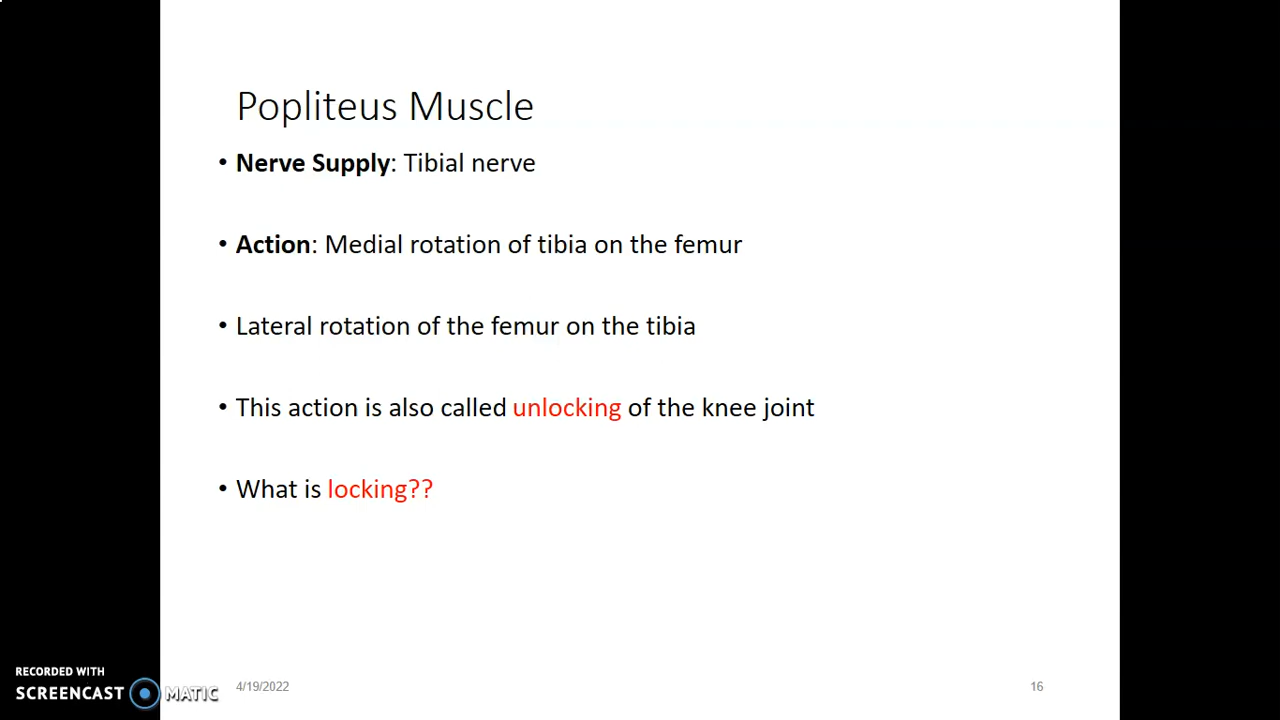 Popliteus Muscle
• Nerve Supply: Tibial nerve
• Action: Medial rotation of tibia on the femur
• Lateral rotation of the femur on the tibia
• This action is also called unlocking of the knee joint
• What is locking??
RECORDED WITH
SCREENCAST MATIC
4/19/2022
16